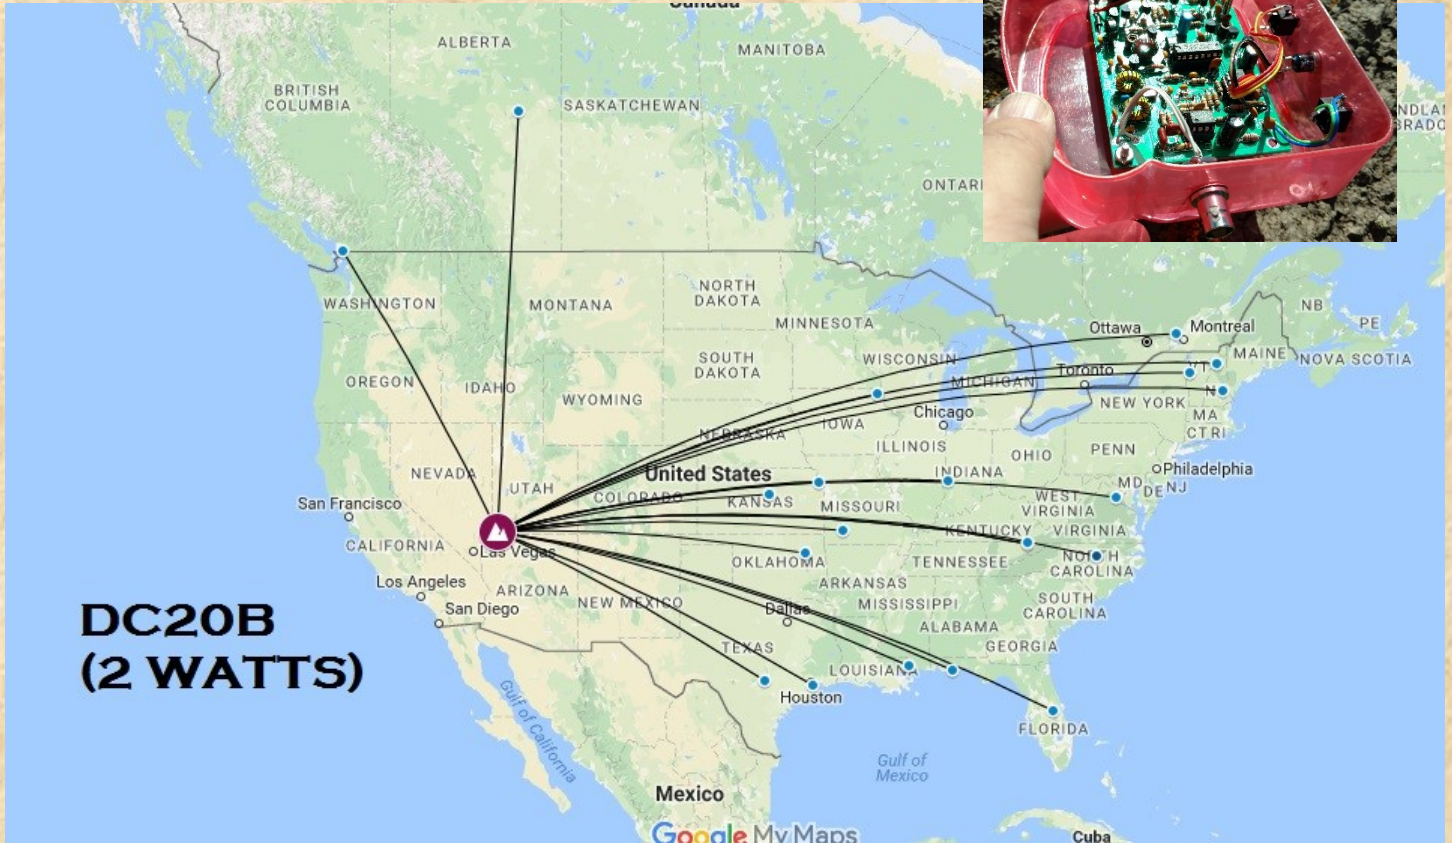 Canada
ALBERTA
MANITOBA
BRITISH
COLUMBIA
SASKATCHEWAN
WASHINGTON
MONTANA
NORTH
DAKOTA
MINNESOTA
Ottawa
Montreal
NB
PE
OREGON
IDAHO
WYOMING
SOUTH
DAKOTA
WISCONSIN
MICHIGAN
Toronto
VT
MAINE
NOVA SCOTIA
NEW YORK
MA
CT RI
Chicago
NEBRASKA
IOWA
ILLINOIS
INDIANA
OHIO
PENN
Philadelphia
MD
DE
NJ
NEVADA
UTAH
COLORADO
United States
KANSAS
MISSOURI
WEST
VIRGINIA
KENTUCKY
VIRGINIA
San Francisco
CALIFORNIA
Las Vegas
OKLAHOMA
TENNESSEE
NORTH
CAROLINA
Los Angeles
ARIZONA
NEW MEXICO
ARKANSAS
MISSISSIPPI
SOUTH
CAROLINA
San Diego
Dallas
ALABAMA
GEORGIA
DC20B
(2 WATTS)
TEXAS
LOUISIANA
Houston
FLORIDA
Gulf of California
Gulf of
Mexico
Mexico
Cuba
Google My Maps